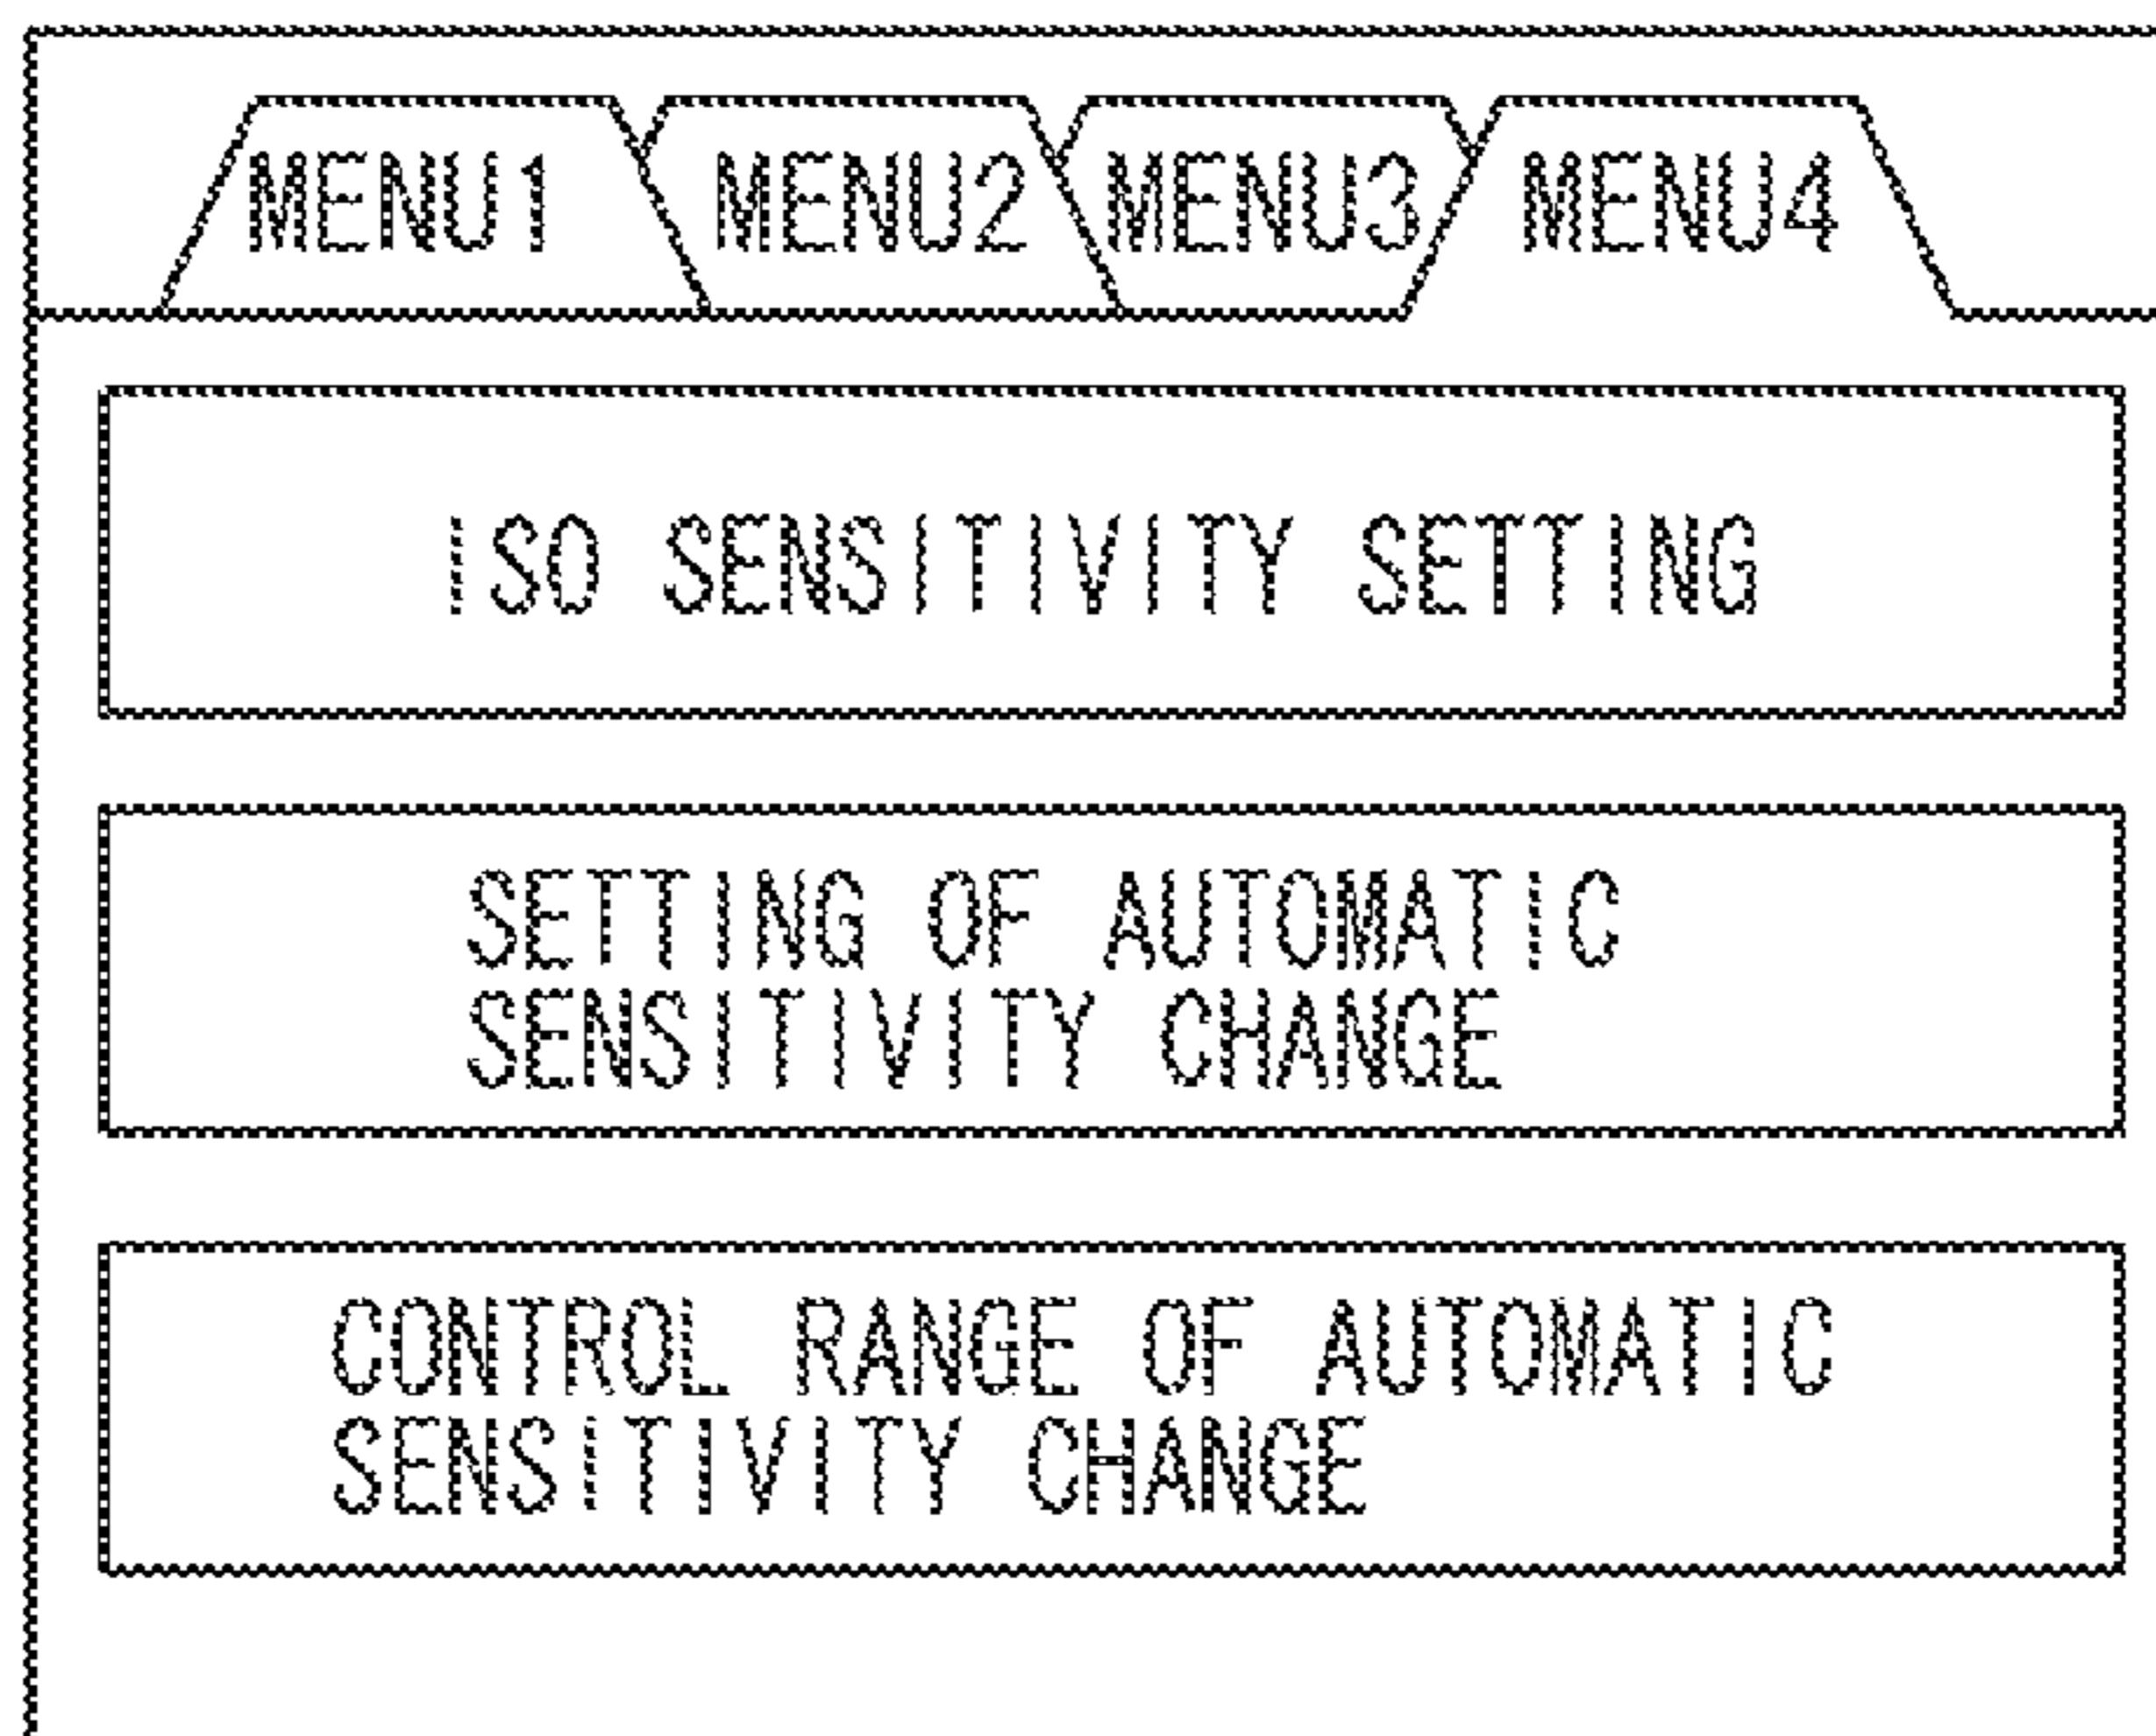 MENU1 MENU2 MENU3 MENU4
ISO SENSITIVITY SETTING
SETTING OF AUTOMATIC
SENSITIVITY CHANGE
CONTROL RANGE OF AUTOMATIC
SENSITIVITY CHANGE